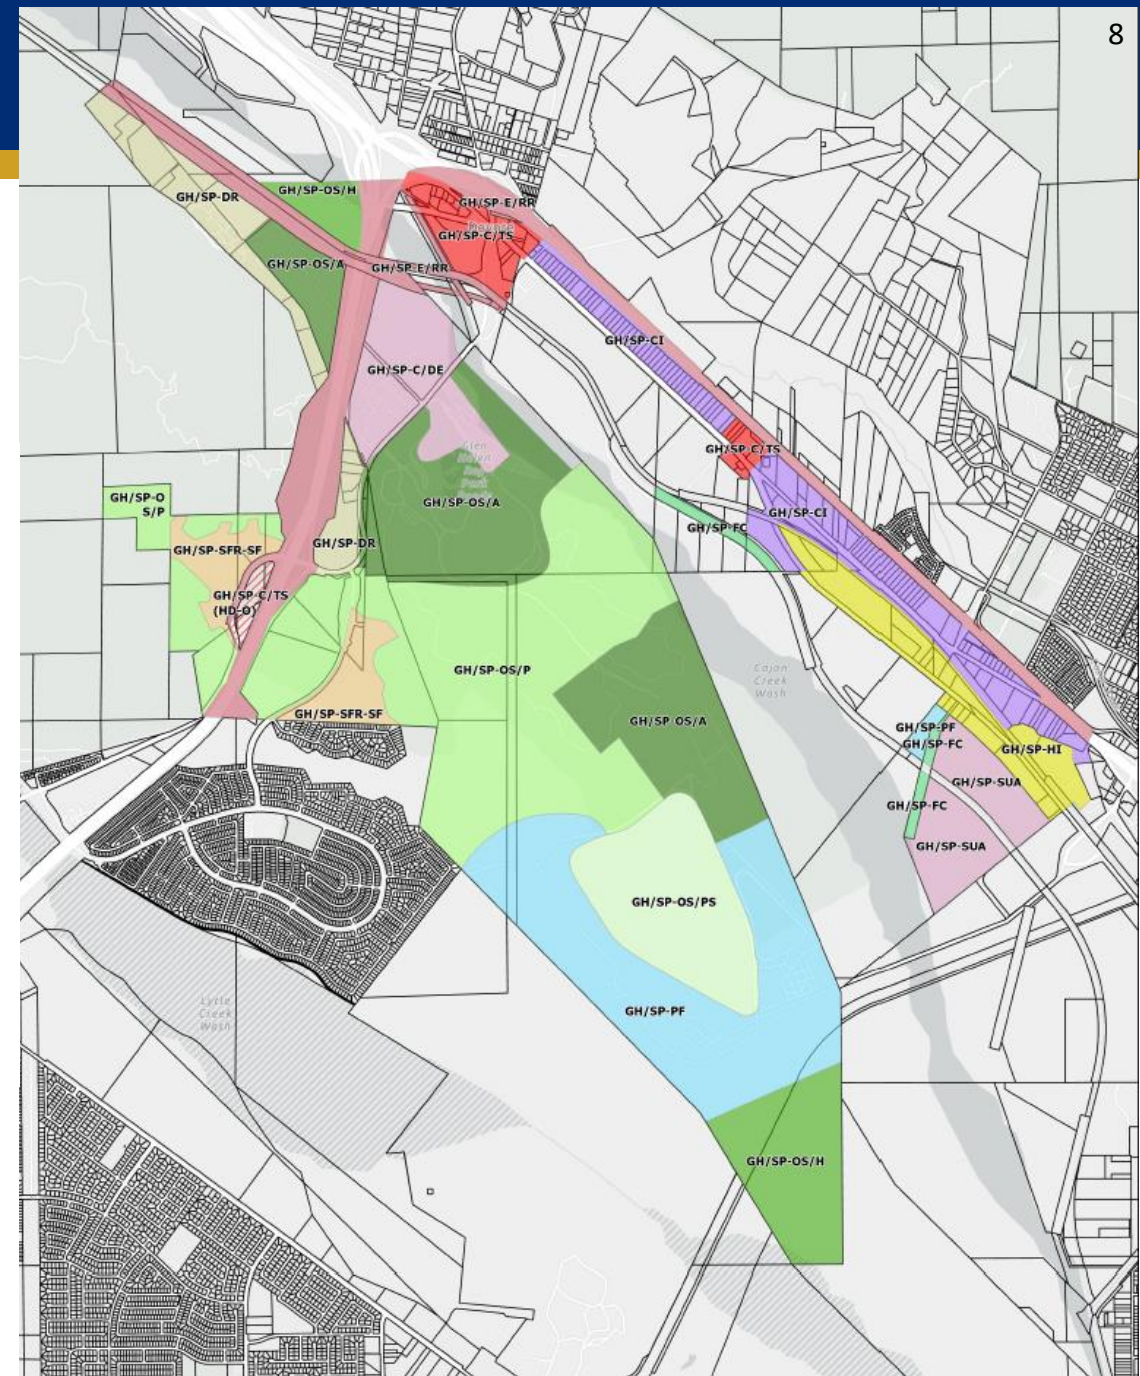 8
GH/SP-DR
GH/SP-OS/H
GH/SP-E/RR
GH/SP-C/TS
GH/SP-OS/A
GH/SP-E/RR
GH/SP-CI
GH/SP-C/DE
GH/SP-C/TS
Glen
Helen
Reg
Park
GH/SP-O
S/P
GH/SP-OS/A
GH/SP-CI
GH/SP-FC
GH/SP-DR
GH/SP-SFR-SF
GH/SP-C/TS
(HD-O)
GH/SP-OS/P
Cajon
Creek
Wash
GH/SP-SFR-SF
GH/SP-OS/A
GH/SP-PF
GH/SP-FC
GH/SP-HI
GH/SP-SUA
GH/SP-FC
GH/SP-SUA
GH/SP-OS/PS
Lytle
Creek
Wash
GH/SP-PF
GH/SP-OS/H